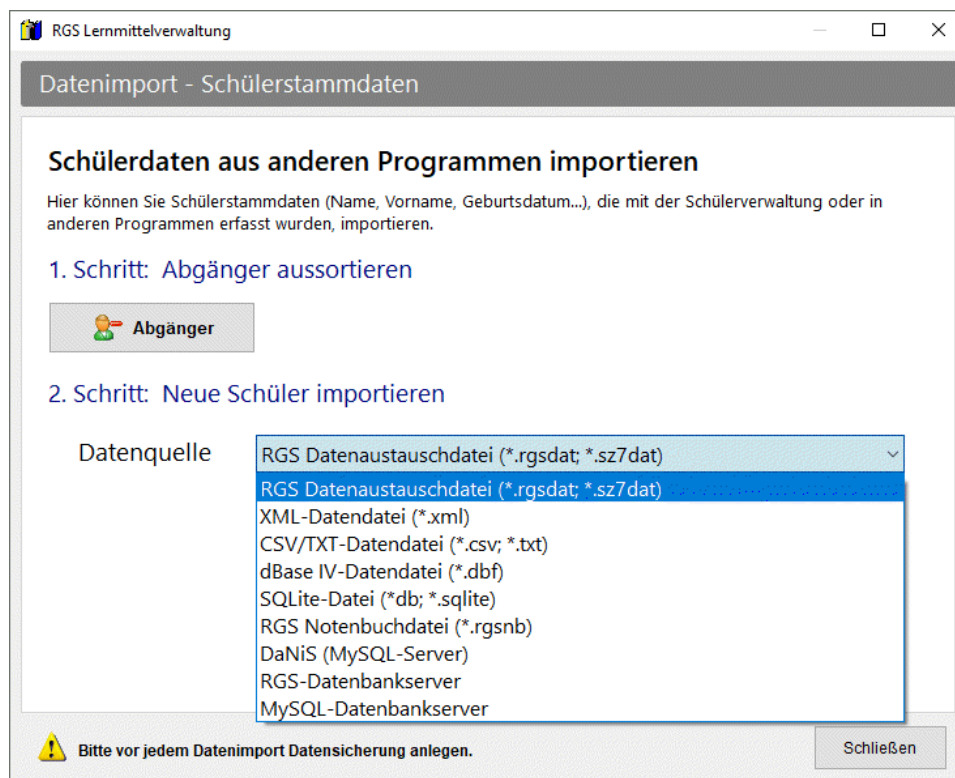 RGS Lernmittelverwaltung
Datenimport - Schülerstammdaten
Schülerdaten aus anderen Programmen importieren
Hier können Sie Schülerstammdaten (Name, Vorname, Geburtsdatum...), die mit der Schülerverwaltung oder in
anderen Programmen erfasst wurden, importieren.
1. Schritt: Abgänger aussortieren
Abgänger
2. Schritt: Neue Schüler importieren
Datenquelle
RGS Datenaustauschdatei (*.rgsdat; *.sz7dat)
RGS Datenaustauschdatei (*.rgsdat; *.sz7dat)
XML-Datendatei (*.xml)
CSV/TXT-Datendatei (*.csv; *.txt)
dBase IV-Datendatei (*.dbf)
SQLite-Datei (*db; *.sqlite)
RGS Notenbuchdatei (*.rgsnb)
DaNiS (MySQL-Server)
RGS-Datenbankserver
MySQL-Datenbankserver
Bitte vor jedem Datenimport Datensicherung anlegen.
Schließen